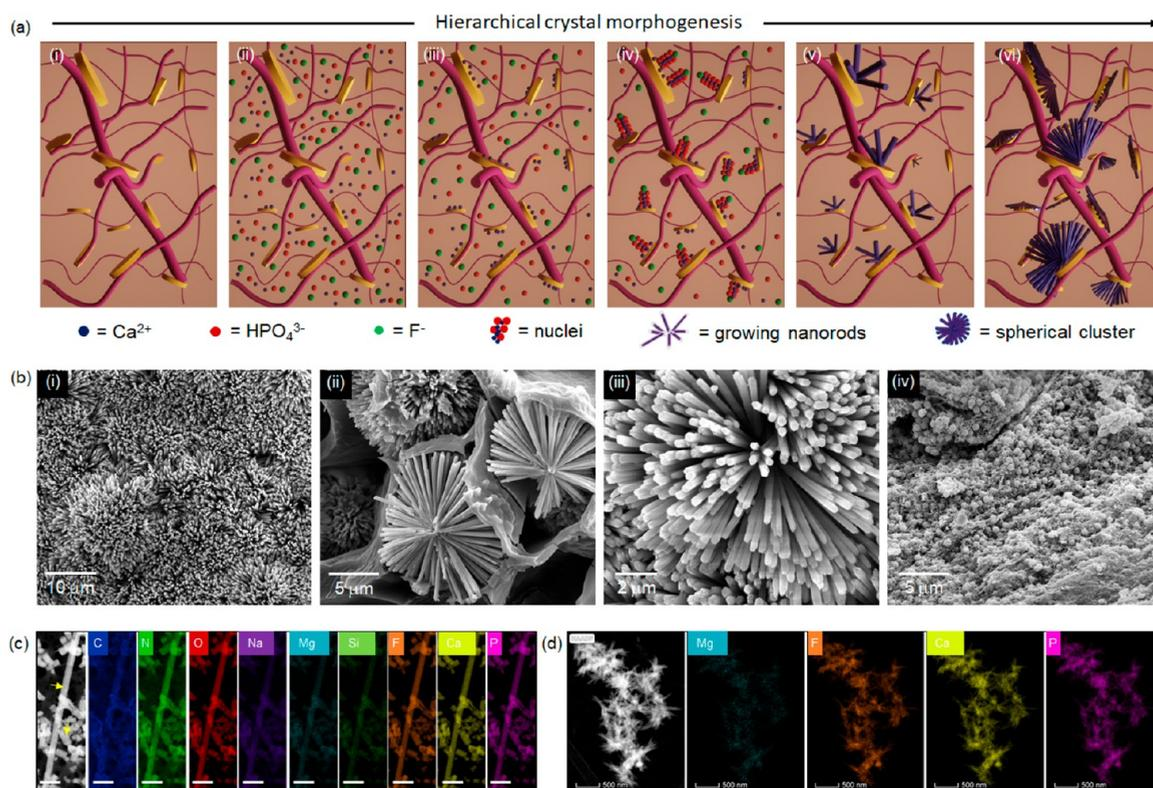 Hierarchical crystal morphogenesis
(a)
(i) (ii) (iii) (iv) (v) (vi)
= Ca²⁺ = HPO₄³⁻ = F⁻ = nuclei = growing nanorods = spherical cluster
(b) (i) (ii) (iii) (iv)
10 μm 5 μm 2 μm 5 μm
(c) C N O Na Mg Si F Ca P
(d) Mg F Ca P
500 nm 500 nm 500 nm 500 nm 500 nm